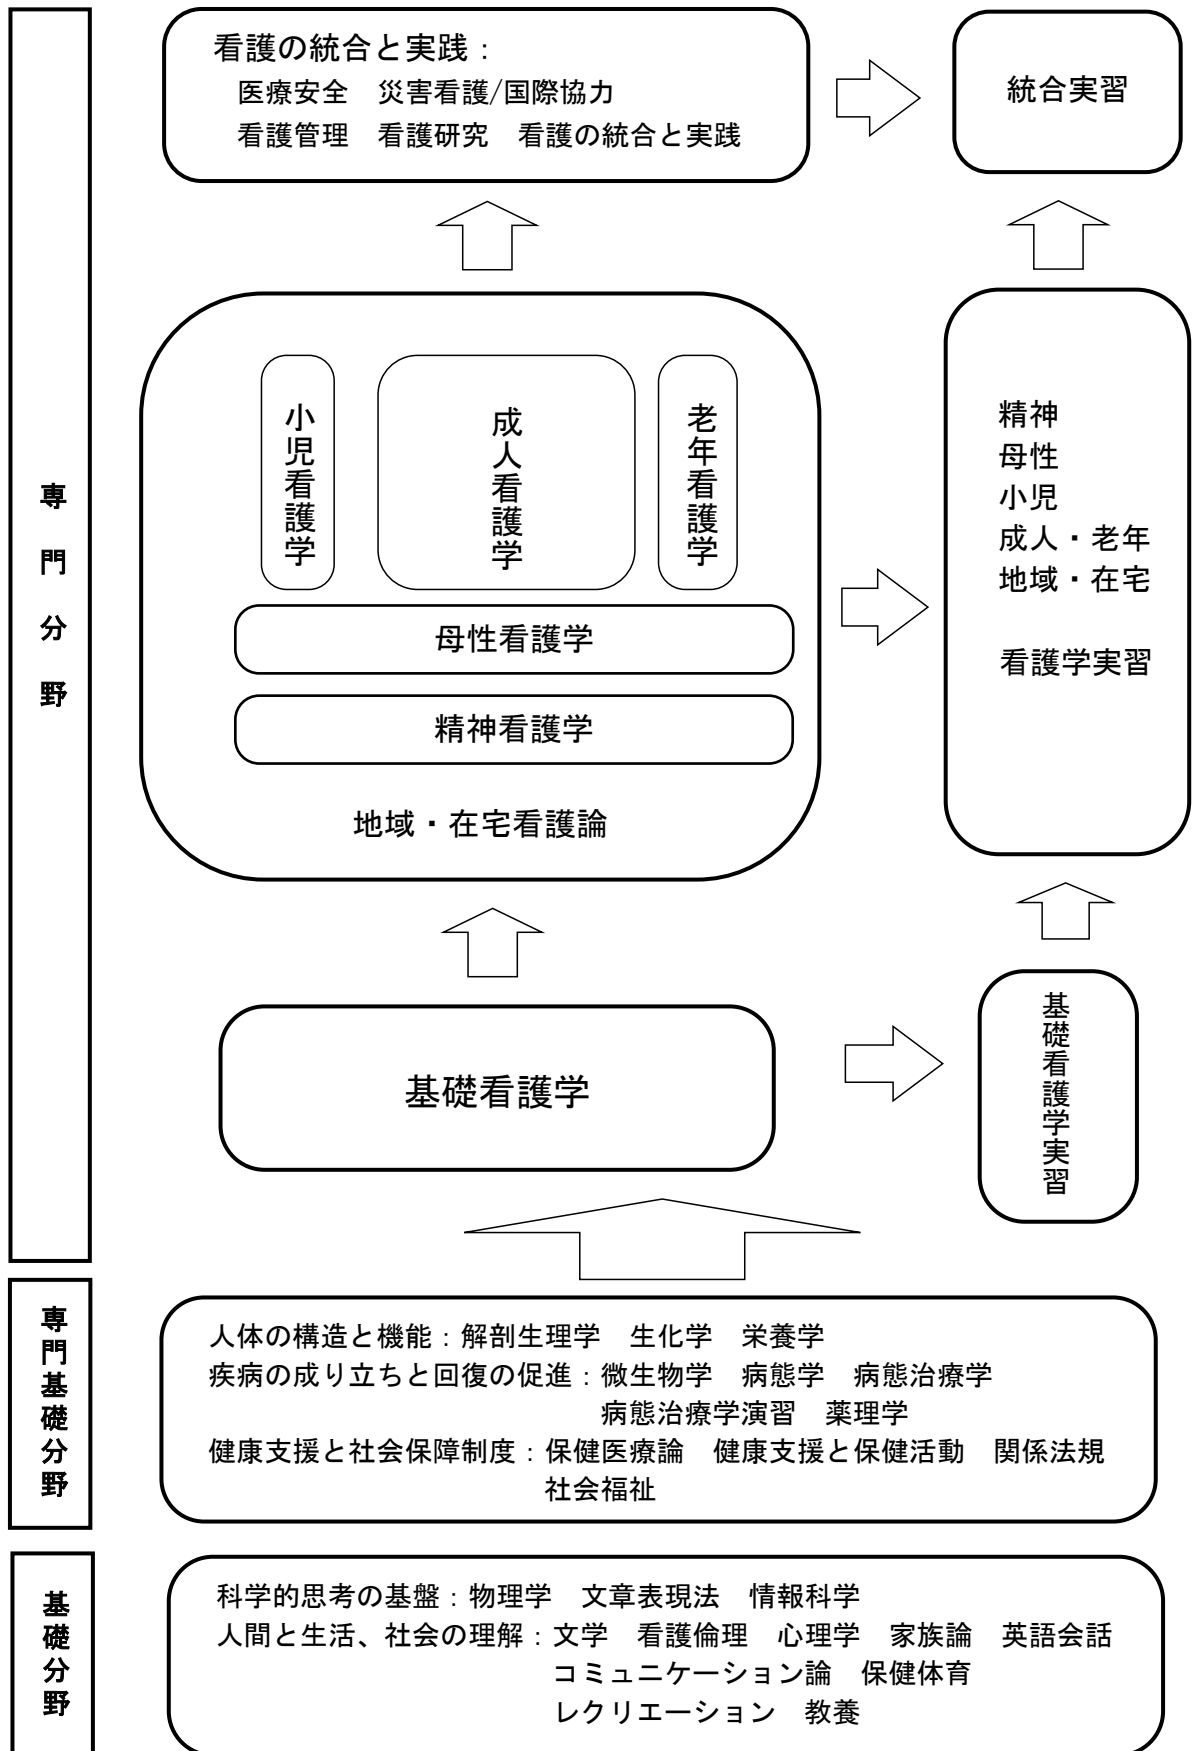 専門分野
看護の統合と実践：
医療安全　災害看護/国際協力
看護管理　看護研究　看護の統合と実践
統合実習
小児看護学
成人看護学
老年看護学
母性看護学
精神看護学
地域・在宅看護論
精神
母性
小児
成人・老年
地域・在宅
看護学実習
基礎看護学
基礎看護学実習
専門基礎分野
人体の構造と機能：解剖生理学　生化学　栄養学
疾病の成り立ちと回復の促進：微生物学　病態学　病態治療学
病態治療学演習　薬理学
健康支援と社会保障制度：保健医療論　健康支援と保健活動　関係法規
社会福祉
基礎分野
科学的思考の基盤：物理学　文章表現法　情報科学
人間と生活、社会の理解：文学　看護倫理　心理学　家族論　英語会話
コミュニケーション論　保健体育
レクリエーション　教養